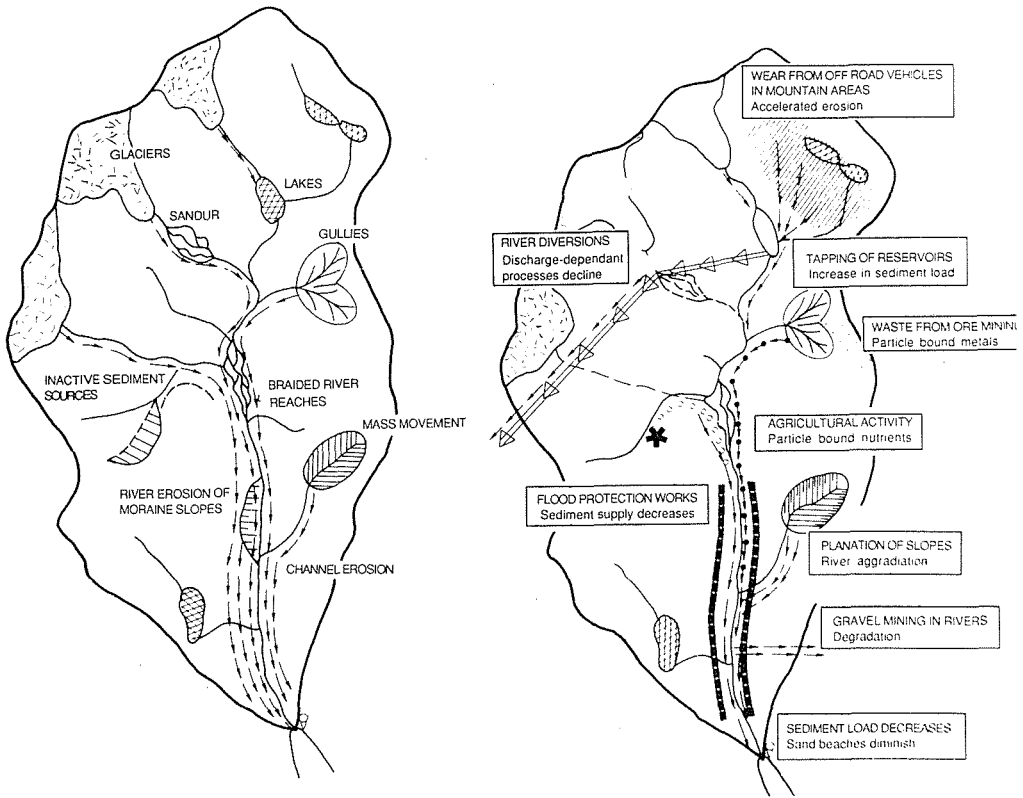 GLACIERS
LAKES
SANDUR
GULLIES
INACTIVE SEDIMENT
SOURCES
BRAIDED RIVER
REACHES
MASS MOVEMENT
RIVER EROSION OF
MORAINE SLOPES
CHANNEL EROSION
WEAR FROM OFF ROAD VEHICLES
IN MOUNTAIN AREAS
Accelerated erosion
RIVER DIVERSIONS
Discharge-dependant
processes decline
TAPPING OF RESERVOIRS
Increase in sediment load
WASTE FROM ORE MINING
Particle bound metals
AGRICULTURAL ACTIVITY
Particle bound nutrients
FLOOD PROTECTION WORKS
Sediment supply decreases
PLANATION OF SLOPES
River aggradiation
GRAVEL MINING IN RIVERS
Degradation
SEDIMENT LOAD DECREASES
Sand beaches diminish